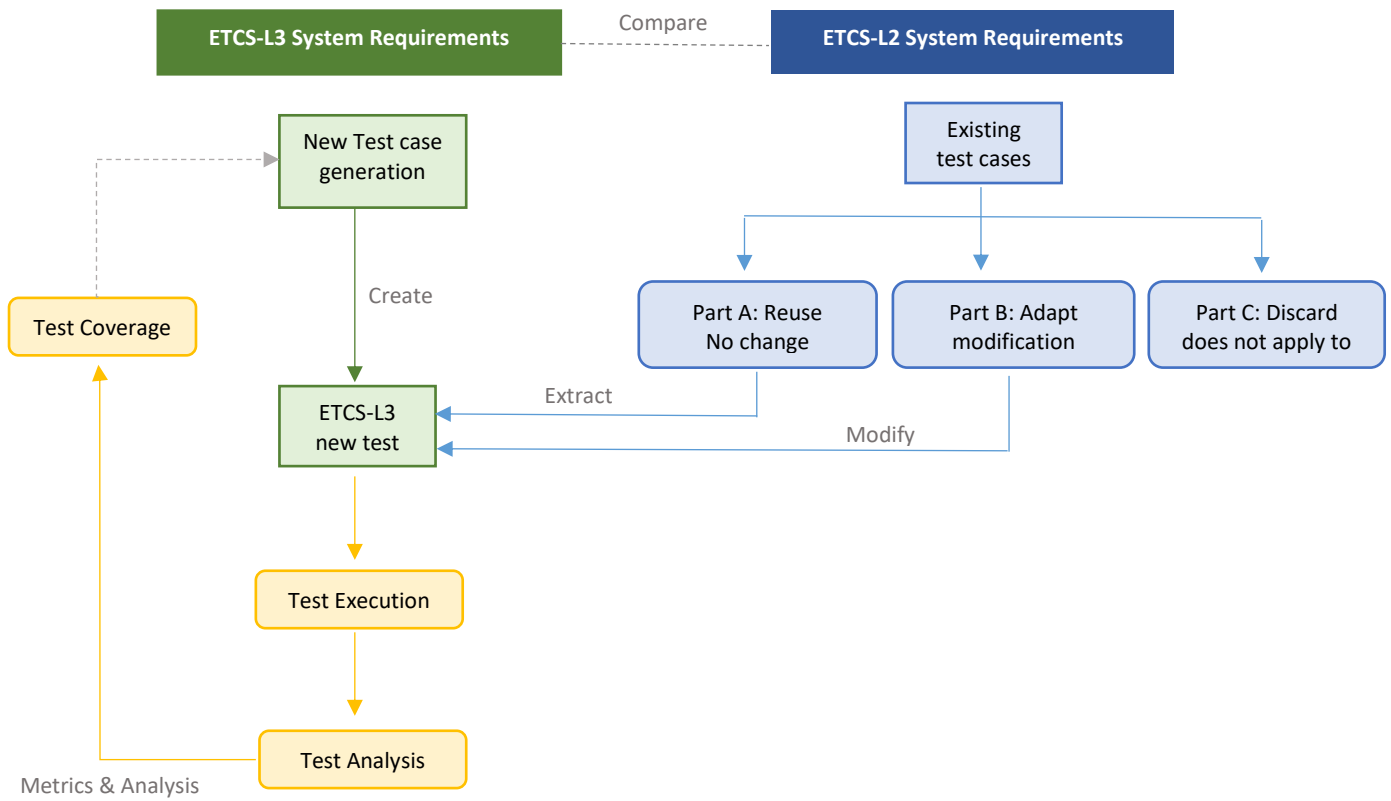 Compare
ETCS-L3 System Requirements
ETCS-L2 System Requirements
New Test case
generation
Existing
test cases
Create
Test Coverage
Part A: Reuse
No change
Part B: Adapt
modification
Part C: Discard
does not apply to
ETCS-L3
new test
Extract
Modify
Test Execution
Test Analysis
Metrics & Analysis